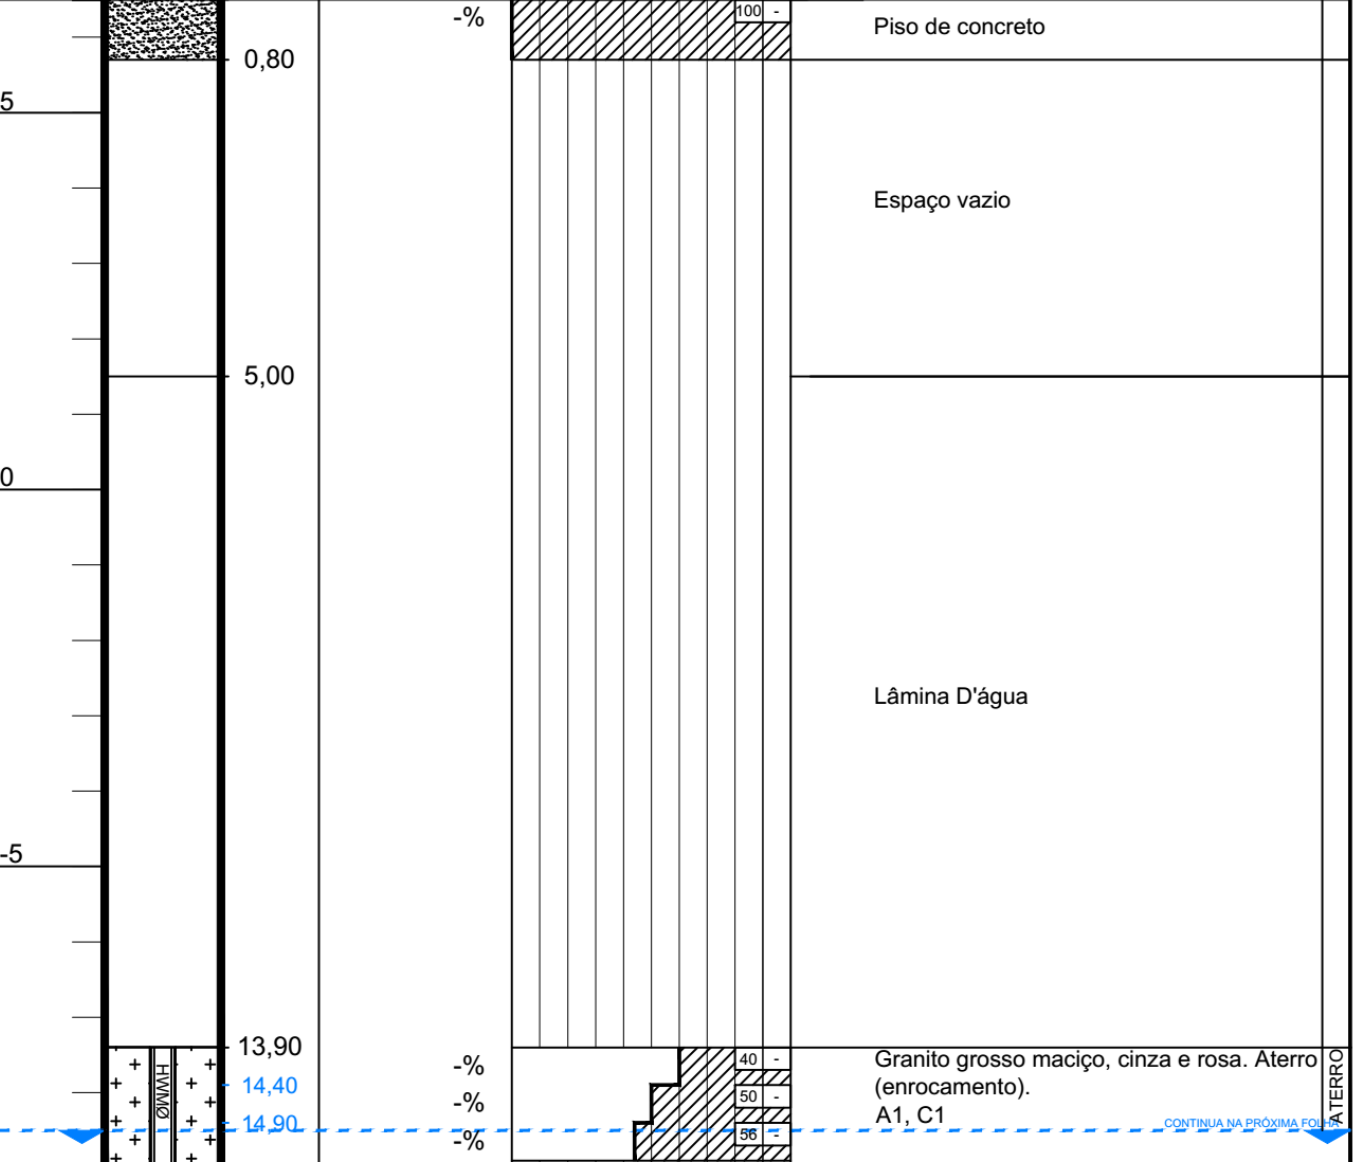 -%
100 -
Piso de concreto
0,80
5
Espaço vazio
5,00
0
Lâmina D'água
-5
13,90
-%
40 -
Granito grosso maciço, cinza e rosa. Aterro
(enrocamento).
A1, C1
ATERRO
HWMØ
14,40
-%
50 -
14,90
CONTINUA NA PRÓXIMA FOLHA
-%
56 -